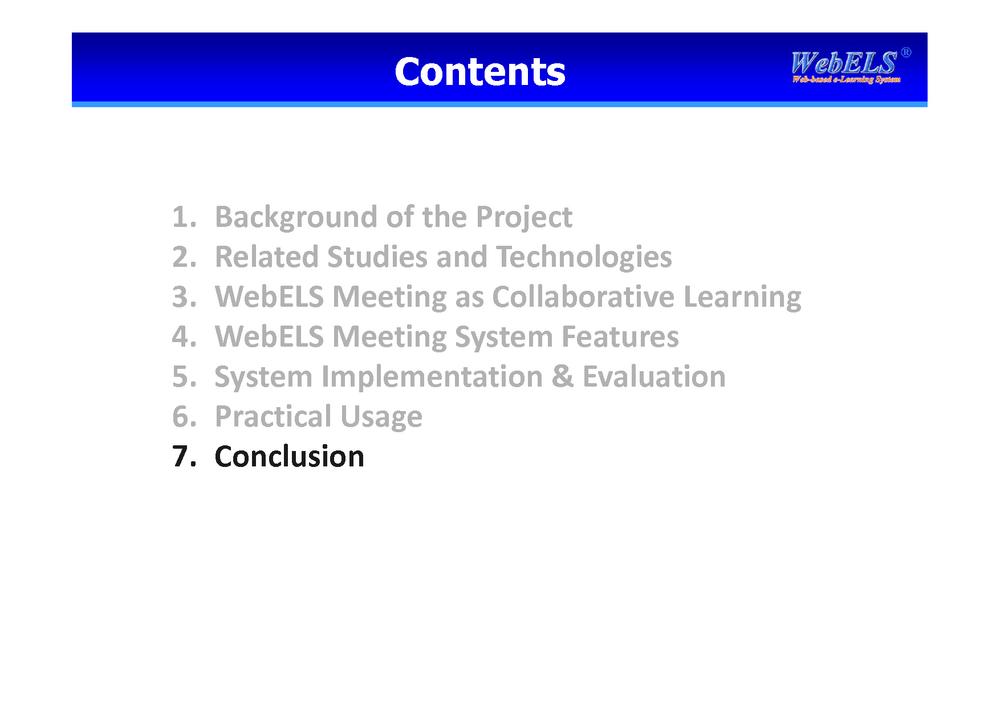 Contents
WebELS®
Web-based e-Learning System
1. Background of the Project
2. Related Studies and Technologies
3. WebELS Meeting as Collaborative Learning
4. WebELS Meeting System Features
5. System Implementation & Evaluation
6. Practical Usage
7. Conclusion